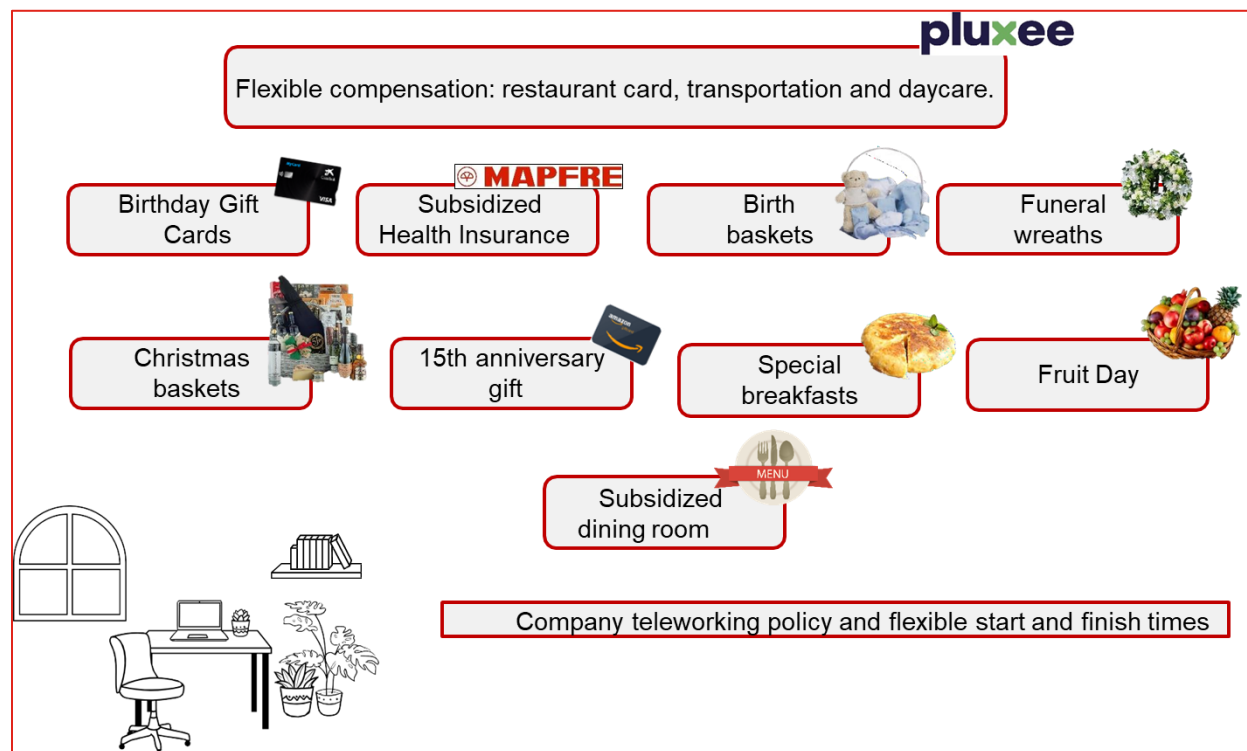 pluxee
Flexible compensation: restaurant card, transportation and daycare.
Birthday Gift
Cards
VISA
MAPFRE
Subsidized
Health Insurance
Birth
baskets
Funeral
wreaths
Christmas
baskets
15th anniversary
gift
amazon
Special
breakfasts
Fruit Day
MENU
Subsidized
dining room
Company teleworking policy and flexible start and finish times